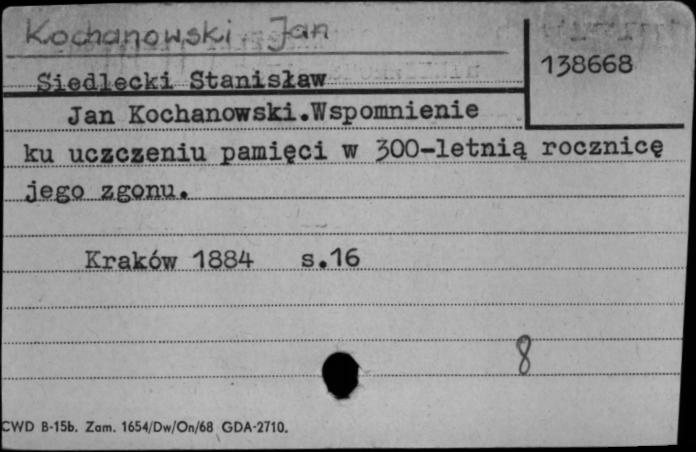 Kochanowski Jan
138668
Siedlecki Stanisław
Jan Kochanowski.Wspomnienie
ku uczczeniu pamięci w 300-letnią rocznicę
jego zgonu.
Kraków 1884 s.16
8
CWD B-15b. Zam. 1654/Dw/On/68 GDA-2710.